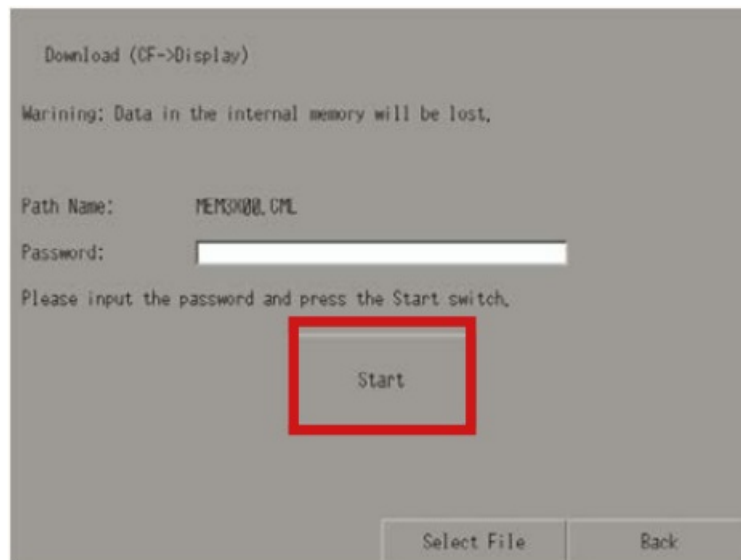 Download (CF->Display)
Warining: Data in the internal memory will be lost.
Path Name: MEM3X00.CML
Password:
Please input the password and press the Start switch.
Start
Select File Back